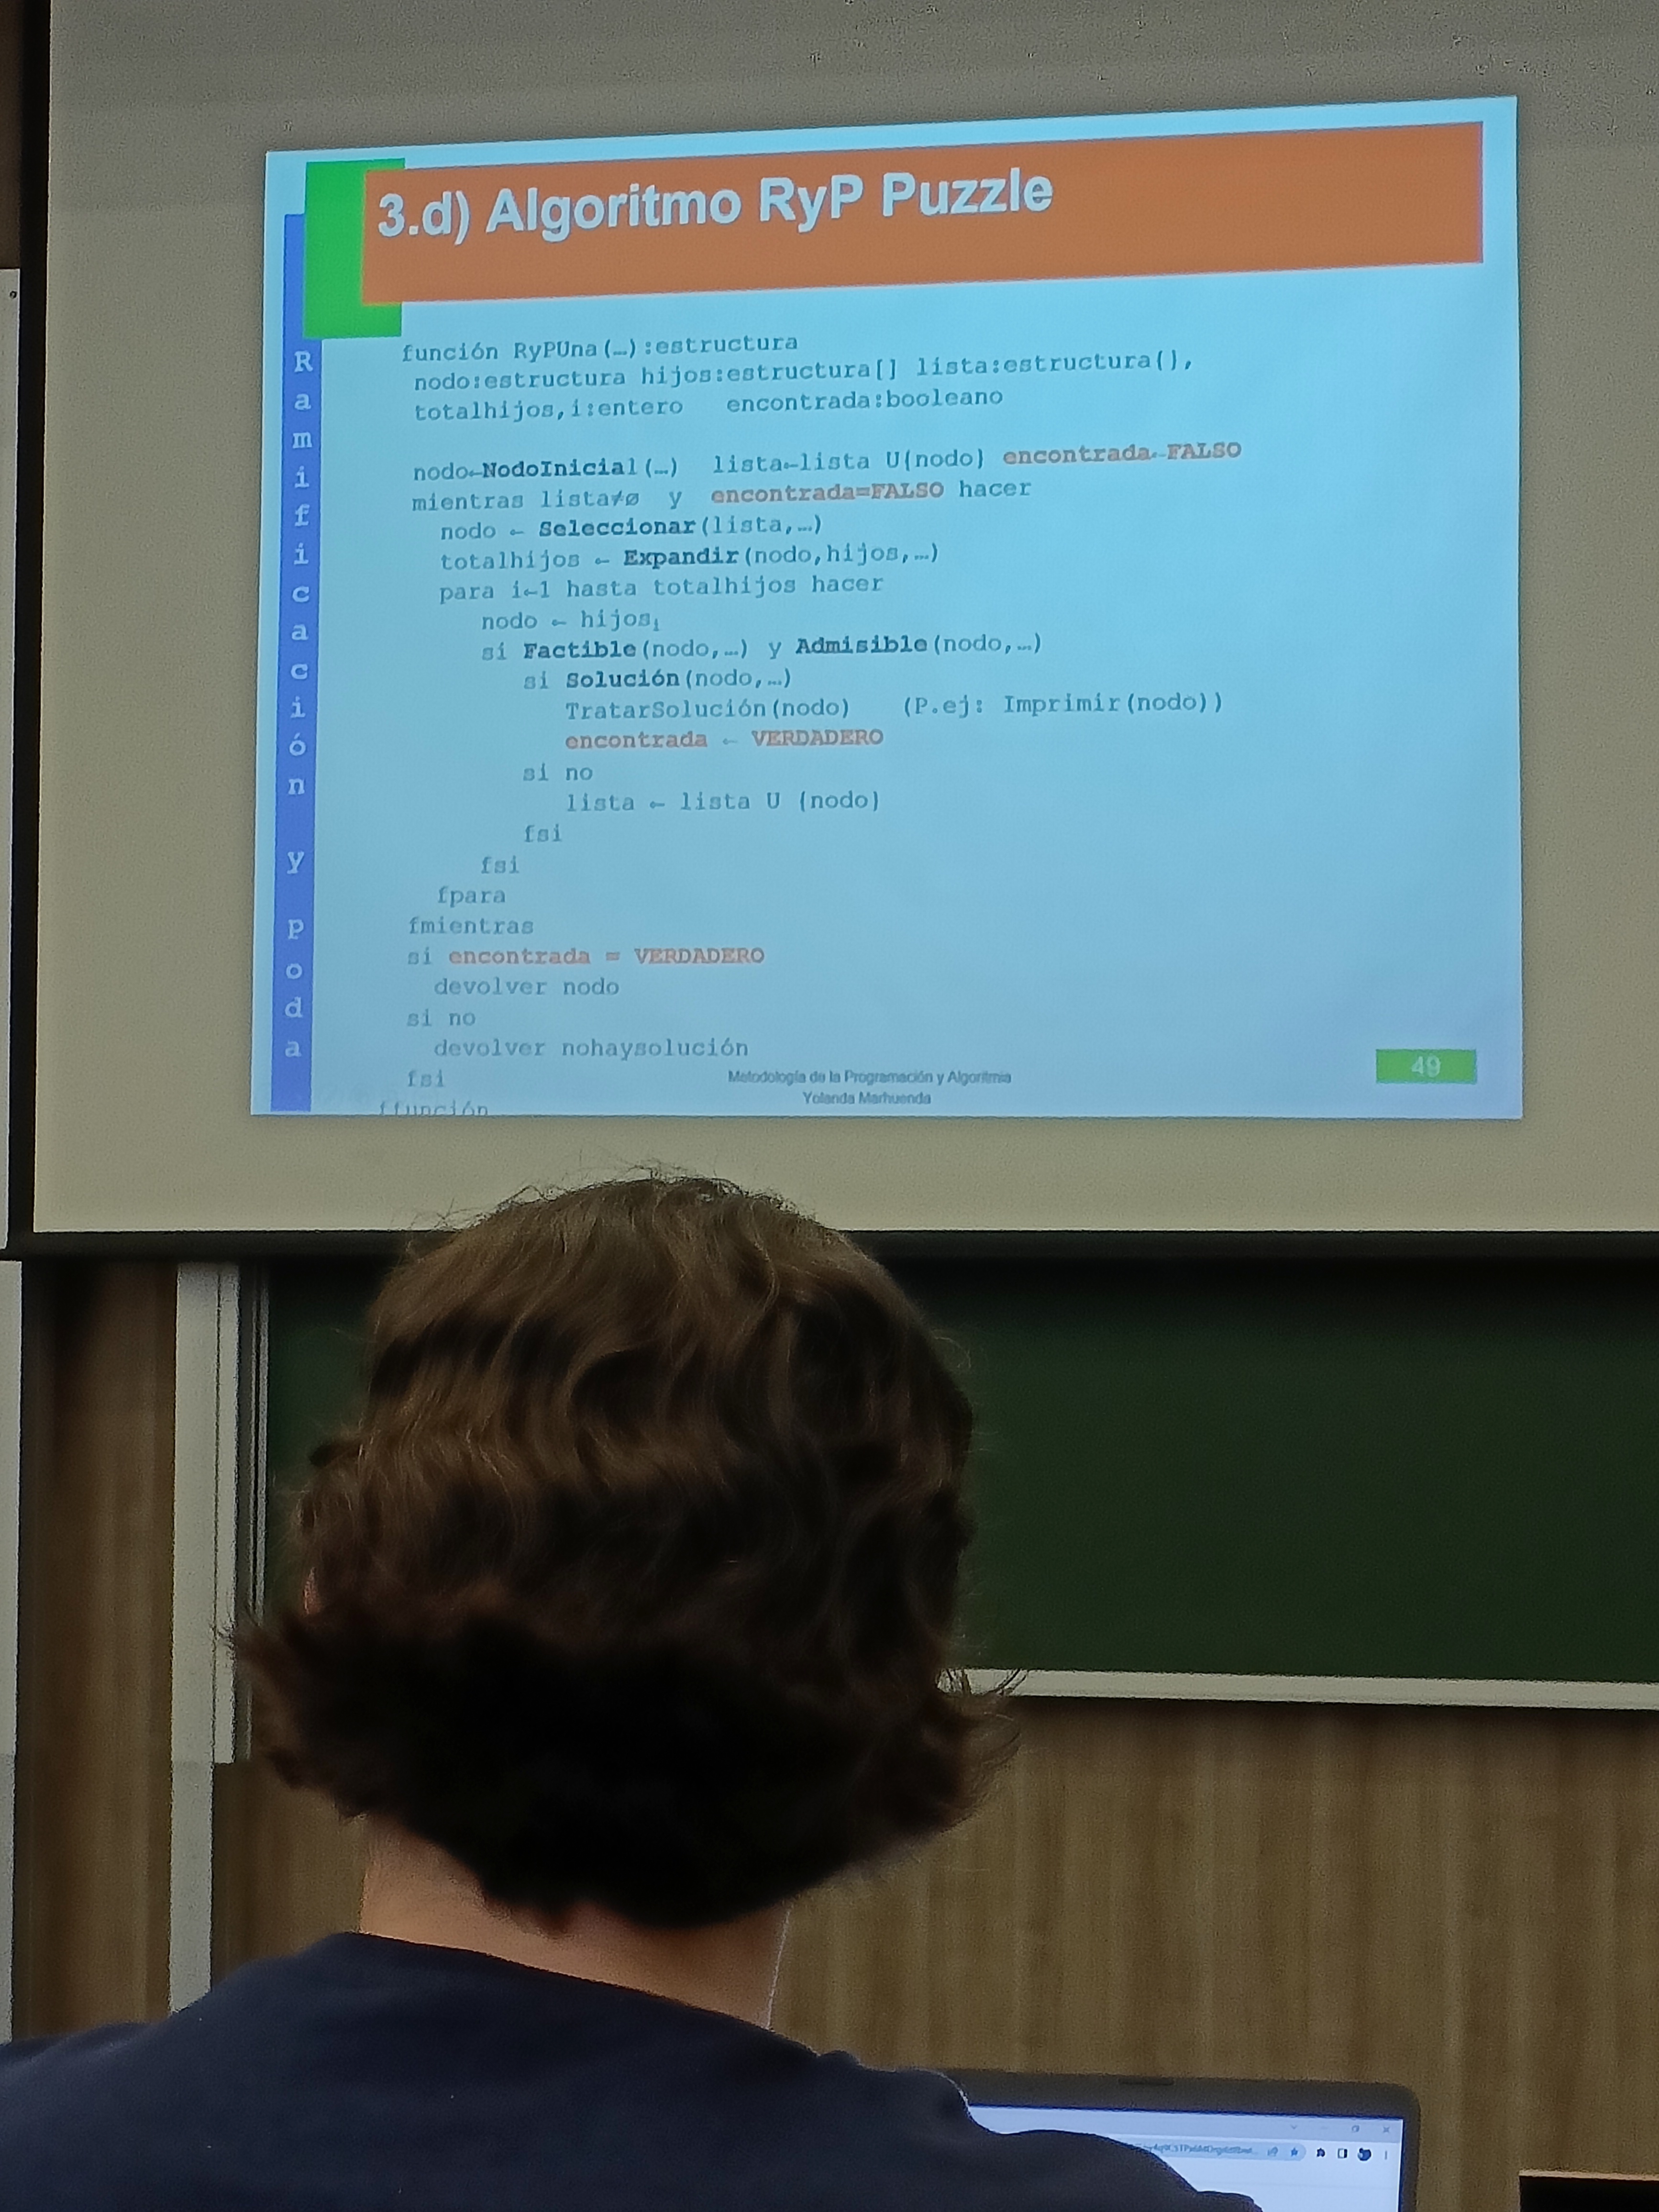 3.d) Algoritmo RyP Puzzle
Ramificación y poda
función RyPUna(…):estructura
nodo:estructura hijos:estructura[] lista:estructura{},
totalhijos,i:entero encontrada:booleano
nodo←NodoInicial(…) lista←lista U{nodo} encontrada←FALSO
mientras lista≠∅ y encontrada=FALSO hacer
nodo ← Seleccionar(lista,…)
totalhijos ← Expandir(nodo,hijos,…)
para i←1 hasta totalhijos hacer
nodo ← hijosᵢ
si Factible(nodo,…) y Admisible(nodo,…)
si Solución(nodo,…)
TratarSolución(nodo) (P.ej: Imprimir(nodo))
encontrada ← VERDADERO
si no
lista ← lista U {nodo}
fsi
fsi
fpara
fmientras
si encontrada = VERDADERO
devolver nodo
si no
devolver nohaysolución
fsi
ffunción
Metodología de la Programación y Algoritmia
Yolanda Marhuenda
49